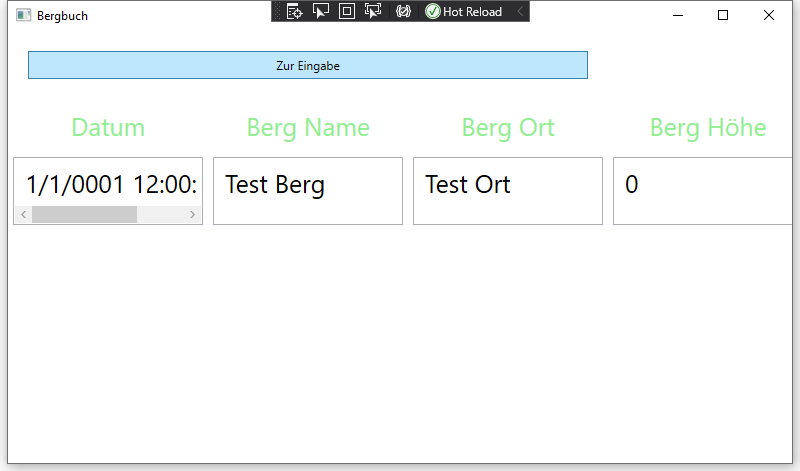 Bergbuch
Hot Reload
Zur Eingabe
Datum Berg Name Berg Ort Berg Höhe
1/1/0001 12:00: Test Berg Test Ort 0